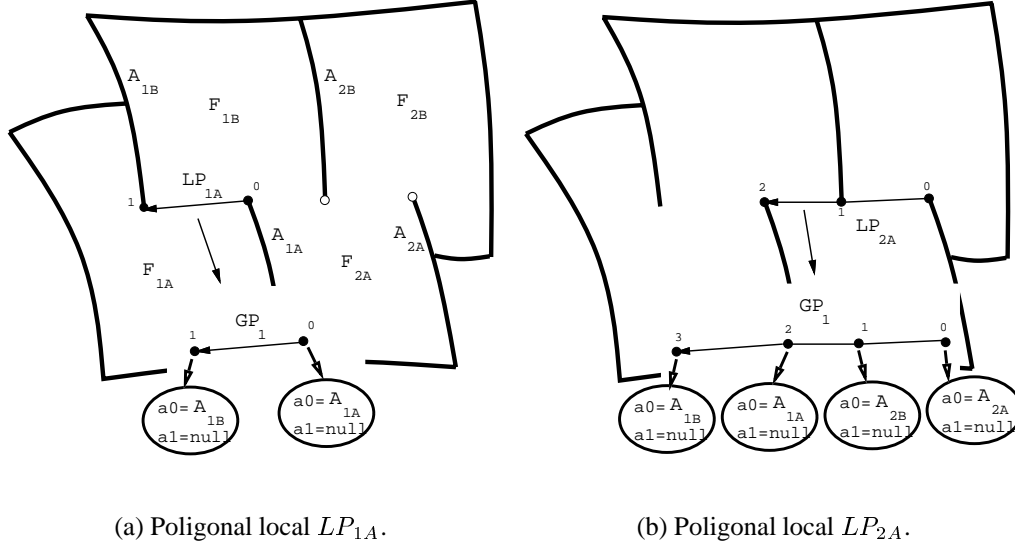 A1B
A2B
F1B
F2B
LP1A
0
1
A1A
A2A
F1A
F2A
GP1
1
0
a0= A1B
a1=null
a0= A1A
a1=null
2
0
1
LP2A
GP1
3
2
1
0
a0= A1B
a1=null
a0= A1A
a1=null
a0= A2B
a1=null
a0= A2A
a1=null
(a) Poligonal local LP1A.
(b) Poligonal local LP2A.